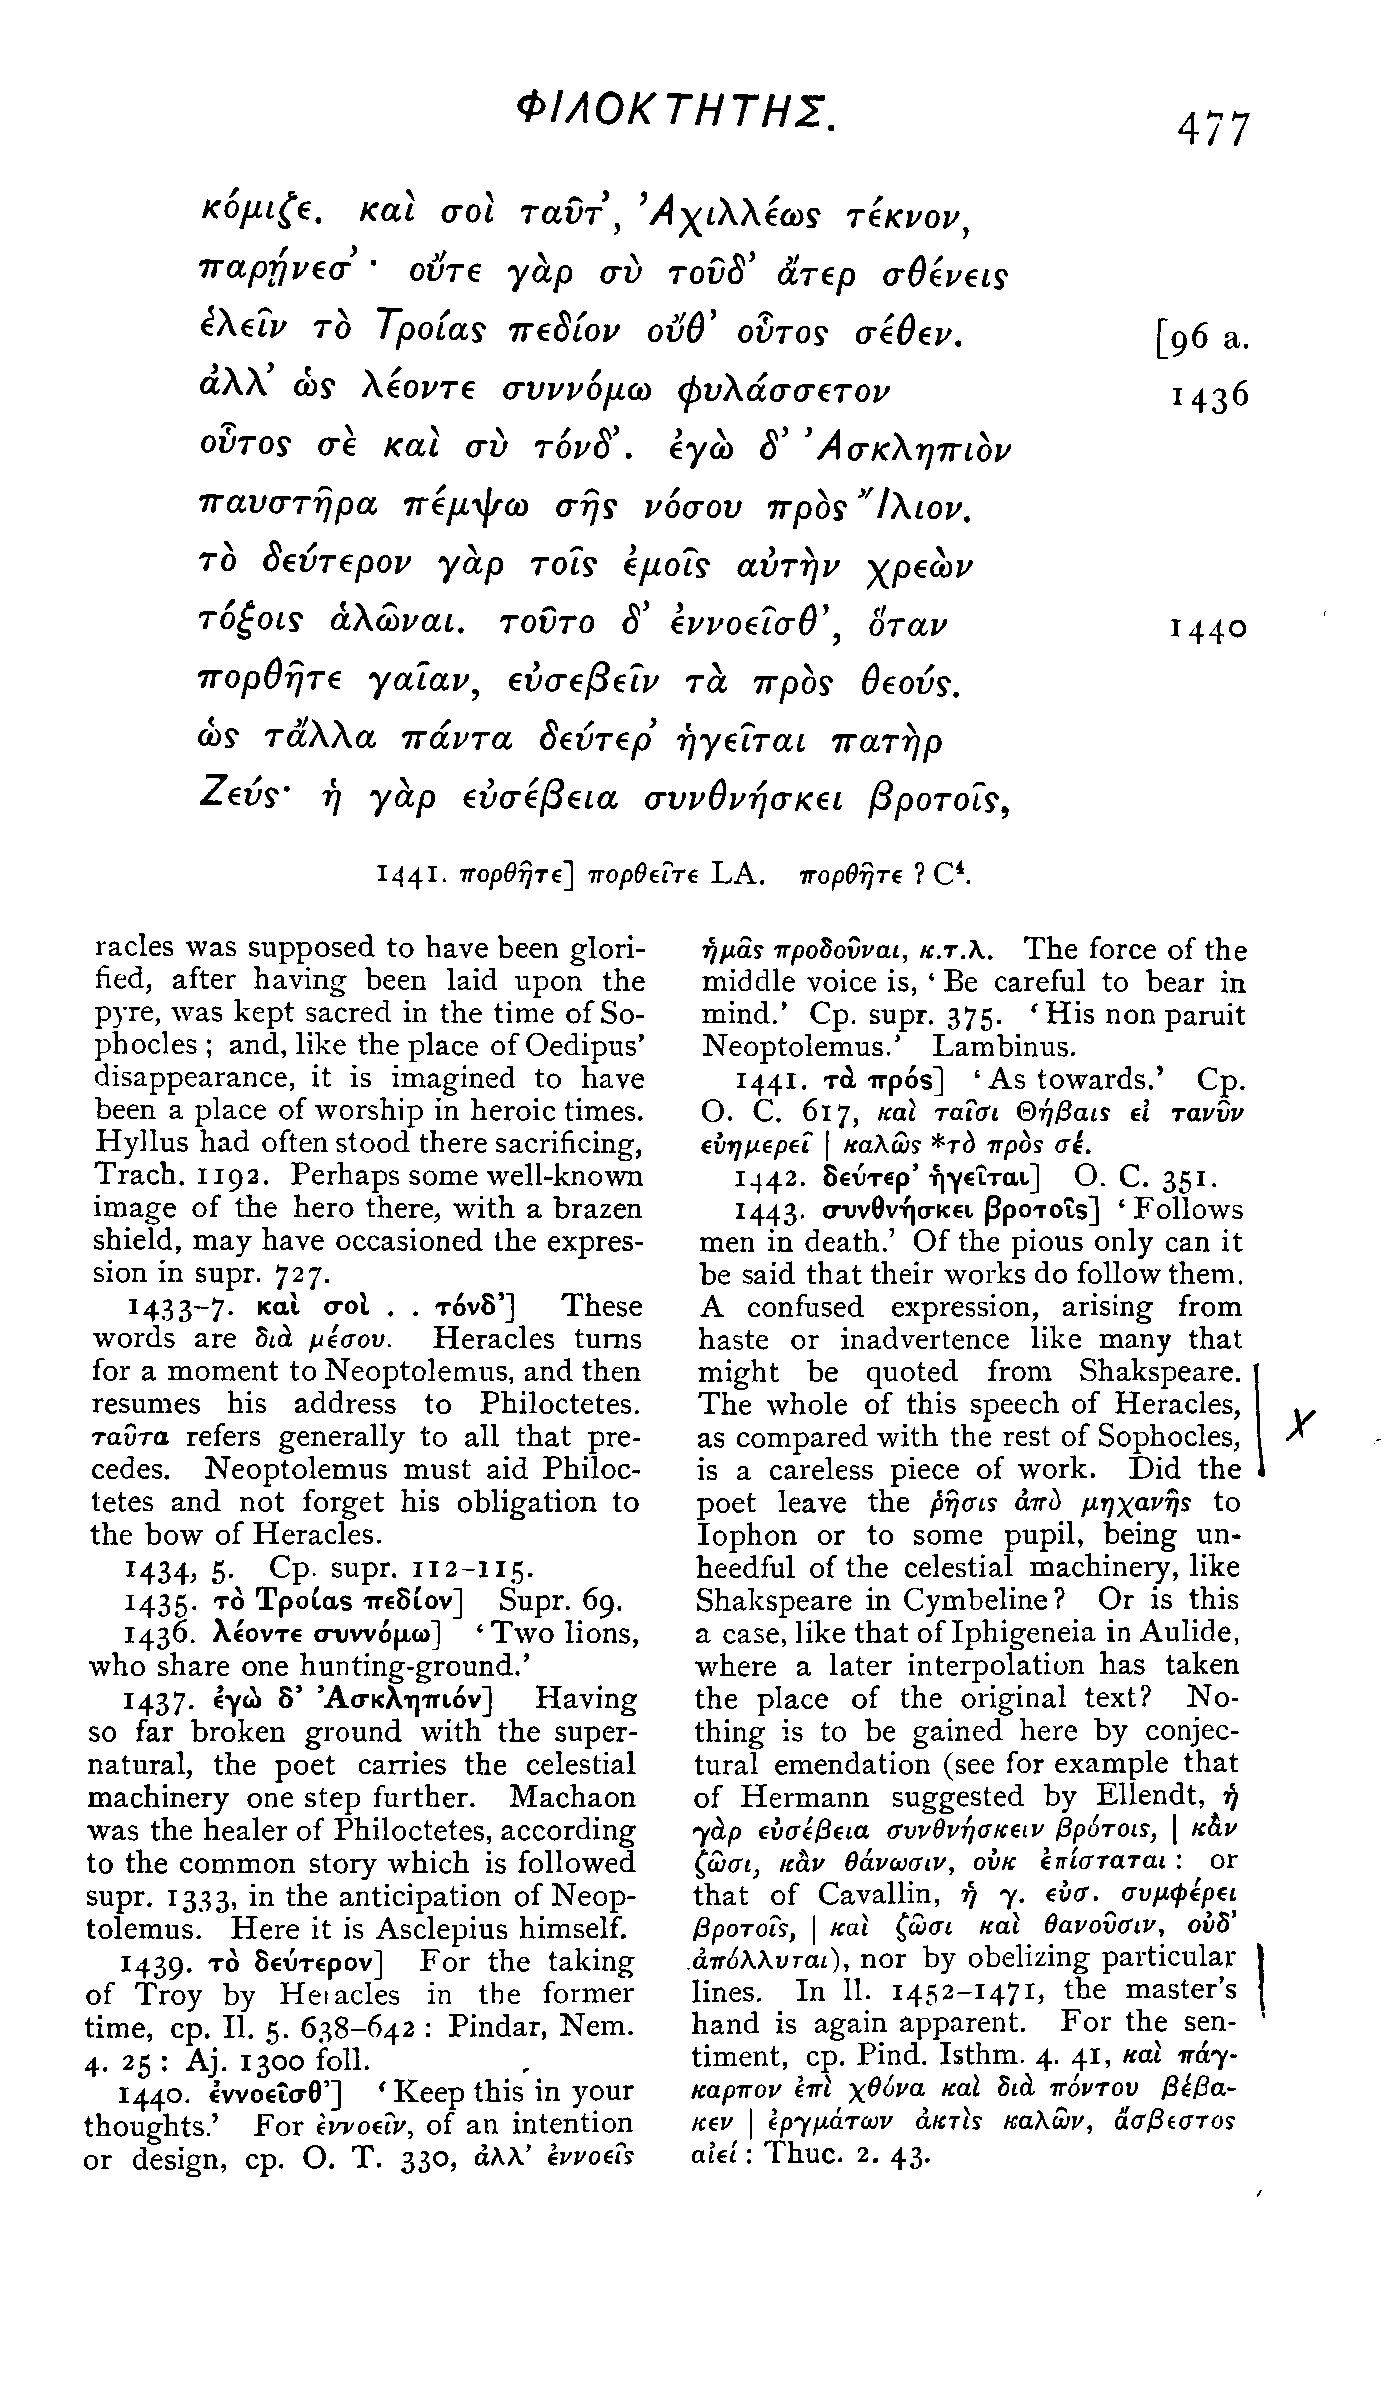 ΦΙΛΟΚΤΗΤΗΣ.
477
κόμιζε. καὶ σοὶ ταῦτ’, Ἀχιλλέως τέκνον,
παρῄνεσ’· οὔτε γὰρ σὺ τοῦδ’ ἄτερ σθένεις
ἑλεῖν τὸ Τροίας πεδίον οὔθ’ οὗτος σέθεν. [96 a.
ἀλλ’ ὡς λέοντε συννόμω φυλάσσετον 1436
οὗτος σὲ καὶ σὺ τόνδ’. ἐγὼ δ’ Ἀσκληπιὸν
παυστῆρα πέμψω σῆς νόσου πρὸς Ἴλιον.
τὸ δεύτερον γὰρ τοῖς ἐμοῖς αὐτὴν χρεὼν
τόξοις ἁλῶναι. τοῦτο δ’ ἐννοεῖσθ’, ὅταν 1440
πορθῆτε γαῖαν, εὐσεβεῖν τὰ πρὸς θεούς.
ὡς τἄλλα πάντα δεύτερ’ ἡγεῖται πατὴρ
Ζεύς· ἡ γὰρ εὐσέβεια συνθνήσκει βροτοῖς,
1441. πορθῆτε] πορθεῖτε LA. πορθῆτε ? C⁴.
racles was supposed to have been glori-
fied, after having been laid upon the
pyre, was kept sacred in the time of So-
phocles ; and, like the place of Oedipus’
disappearance, it is imagined to have
been a place of worship in heroic times.
Hyllus had often stood there sacrificing,
Trach. 1192. Perhaps some well-known
image of the hero there, with a brazen
shield, may have occasioned the expres-
sion in supr. 727.
1433–7. καὶ σοὶ . . τόνδ’] These
words are διὰ μέσου. Heracles turns
for a moment to Neoptolemus, and then
resumes his address to Philoctetes.
ταῦτα refers generally to all that pre-
cedes. Neoptolemus must aid Philoc-
tetes and not forget his obligation to
the bow of Heracles.
1434, 5. Cp. supr. 112–115.
1435. τὸ Τροίας πεδίον] Supr. 69.
1436. λέοντε συννόμω] ‘Two lions,
who share one hunting-ground.’
1437. ἐγὼ δ’ Ἀσκληπιόν] Having
so far broken ground with the super-
natural, the poet carries the celestial
machinery one step further. Machaon
was the healer of Philoctetes, according
to the common story which is followed
supr. 1333, in the anticipation of Neop-
tolemus. Here it is Asclepius himself.
1439. τὸ δεύτερον] For the taking
of Troy by Heracles in the former
time, cp. Il. 5. 638–642 : Pindar, Nem.
4. 25 : Aj. 1300 foll.
1440. ἐννοεῖσθ’] ‘Keep this in your
thoughts.’ For ἐννοεῖν, of an intention
or design, cp. O. T. 330, ἀλλ’ ἐννοεῖς
ἡμᾶς προδοῦναι, κ.τ.λ. The force of the
middle voice is, ‘Be careful to bear in
mind.’ Cp. supr. 375. ‘His non paruit
Neoptolemus.’ Lambinus.
1441. τὰ πρός] ‘As towards.’ Cp.
O. C. 617, καὶ ταῖσι Θήβαις εἰ τανῦν
εὐημερεῖ | καλῶς *τὸ πρὸς σέ.
1442. δεύτερ’ ἡγεῖται] O. C. 351.
1443. συνθνήσκει βροτοῖς] ‘Follows
men in death.’ Of the pious only can it
be said that their works do follow them.
A confused expression, arising from
haste or inadvertence like many that
might be quoted from Shakspeare.
The whole of this speech of Heracles,
as compared with the rest of Sophocles,
is a careless piece of work. Did the
poet leave the ῥῆσις ἀπὸ μηχανῆς to
Iophon or to some pupil, being un-
heedful of the celestial machinery, like
Shakspeare in Cymbeline? Or is this
a case, like that of Iphigeneia in Aulide,
where a later interpolation has taken
the place of the original text? No-
thing is to be gained here by conjec-
tural emendation (see for example that
of Hermann suggested by Ellendt, ἡ
γὰρ εὐσέβεια συνθνήσκειν βρότοις, | κἂν
ζῶσι, κἂν θάνωσιν, οὐκ ἐπίσταται : or
that of Cavallin, ἡ γ. εὐσ. συμφέρει
βροτοῖς, | καὶ ζῶσι καὶ θανοῦσιν, οὐδ’
ἀπόλλυται), nor by obelizing particular
lines. In ll. 1452–1471, the master’s
hand is again apparent. For the sen-
timent, cp. Pind. Isthm. 4. 41, καὶ πάγ-
καρπον ἐπὶ χθόνα καὶ διὰ πόντου βέβα-
κεν | ἐργμάτων ἀκτὶς καλῶν, ἄσβεστος
αἰεί : Thuc. 2. 43.
X